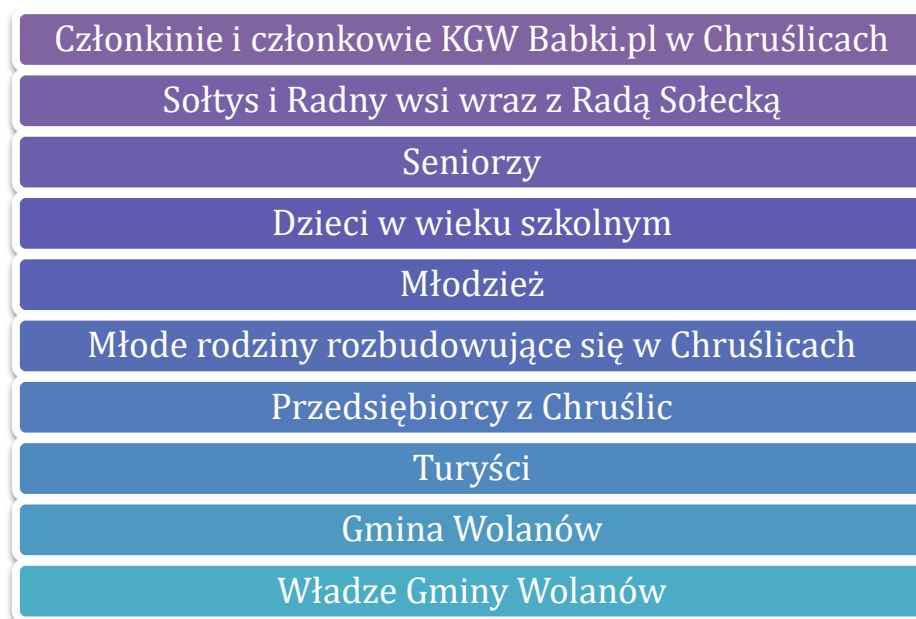 Członkinie i członkowie KGW Babki.pl w Chruślicach
Sołtys i Radny wsi wraz z Radą Sołecką
Seniorzy
Dzieci w wieku szkolnym
Młodzież
Młode rodziny rozbudowujące się w Chruślicach
Przedsiębiorcy z Chruślic
Turyści
Gmina Wolanów
Władze Gminy Wolanów